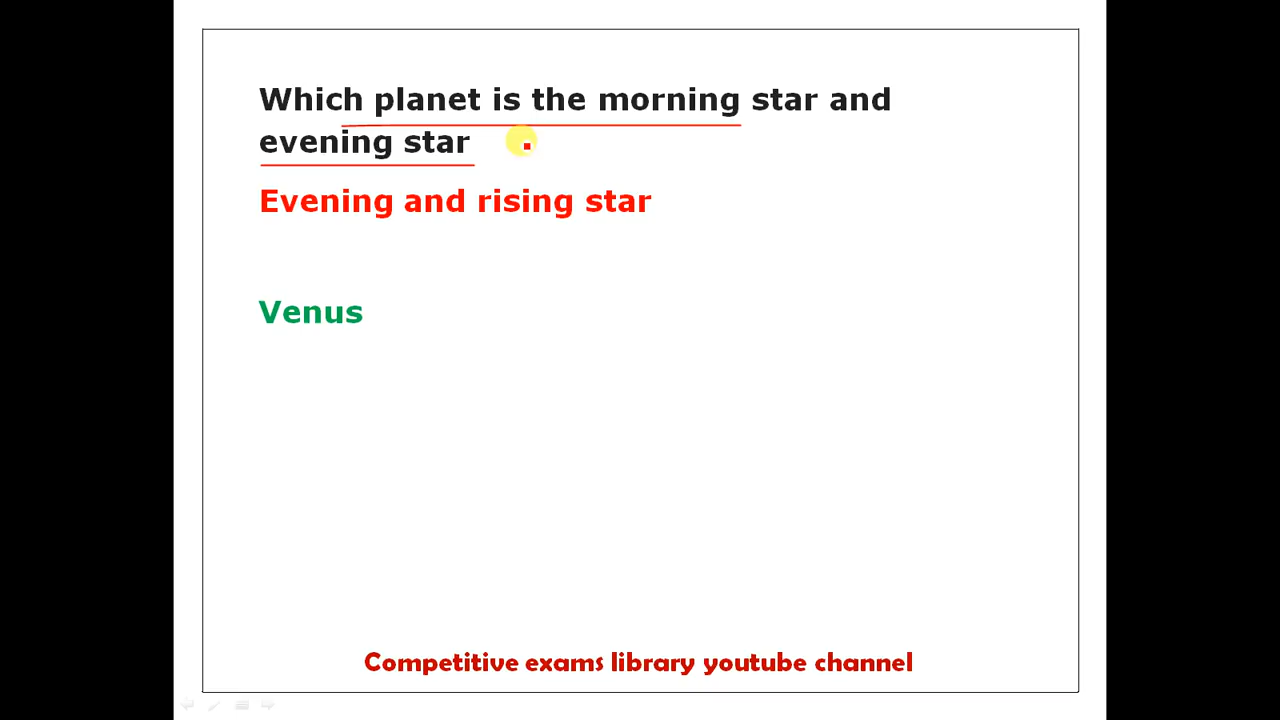 Which planet is the morning star and
evening star
Evening and rising star
Venus
Competitive exams library youtube channel